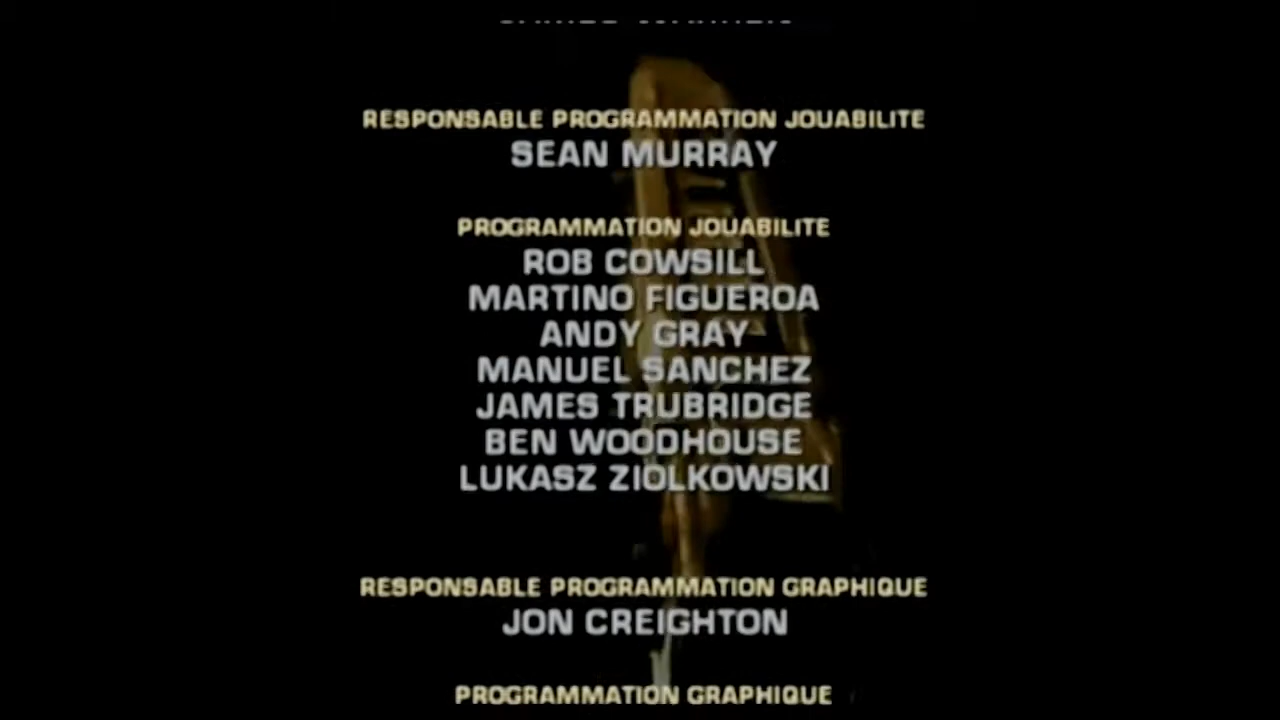 RESPONSABLE PROGRAMMATION JOUABILITE
SEAN MURRAY
PROGRAMMATION JOUABILITE
ROB COWSILL
MARTINO FIGUEROA
ANDY GRAY
MANUEL SANCHEZ
JAMES TRUBRIDGE
BEN WOODHOUSE
LUKASZ ZIOLKOWSKI
RESPONSABLE PROGRAMMATION GRAPHIQUE
JON CREIGHTON
PROGRAMMATION GRAPHIQUE